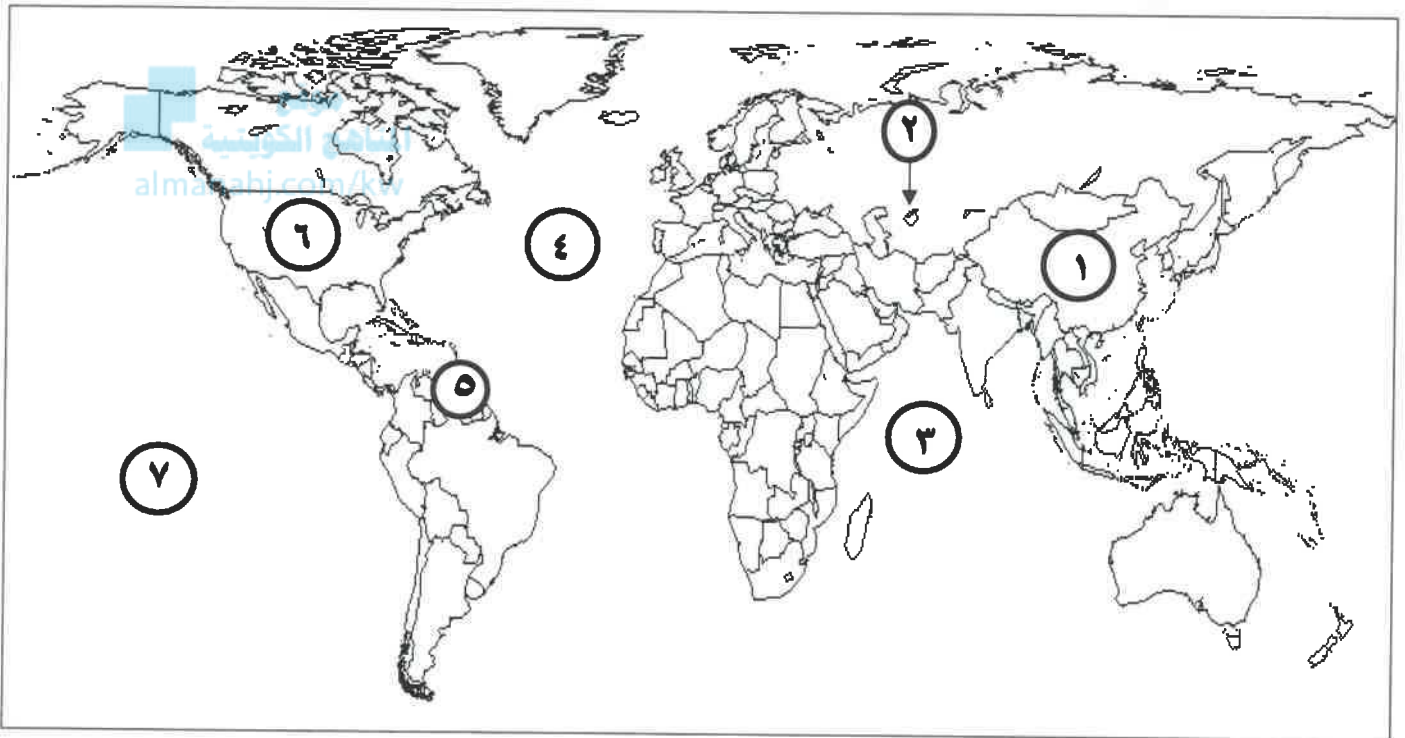 موقع
المناهج الكويتية
almanahj.com/kw
٢
٦
٤
١
٥
٣
٧